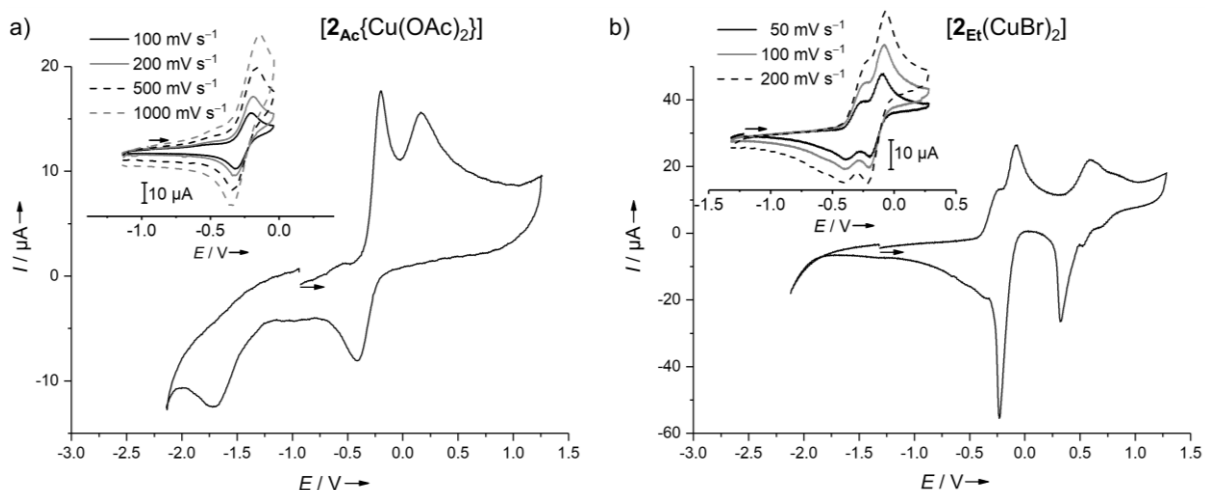 a) [2Ac{Cu(OAc)2}]
100 mV s−1
200 mV s−1
500 mV s−1
1000 mV s−1
10 µA
-1.0 -0.5 0.0
E / V
20
10
0
-10
I / µA
-3.0 -2.5 -2.0 -1.5 -1.0 -0.5 0.0 0.5 1.0 1.5
E / V
b) [2Et(CuBr)2]
50 mV s−1
100 mV s−1
200 mV s−1
10 µA
-1.5 -1.0 -0.5 0.0 0.5
E / V
40
20
0
-20
-40
-60
I / µA
-3.0 -2.5 -2.0 -1.5 -1.0 -0.5 0.0 0.5 1.0 1.5
E / V